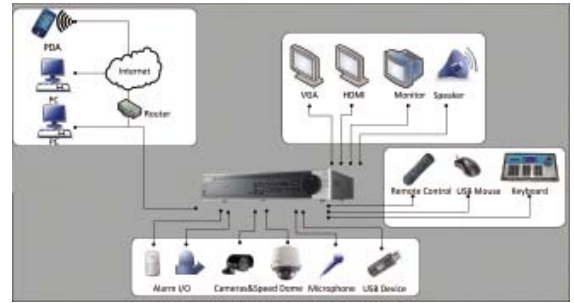 PDA
Internet
PC
Router
PC
VGA HDMI Monitor Speaker
Remote Control USB Mouse Keyboard
Alarm I/O Cameras&Speed Dome Microphone USB Device